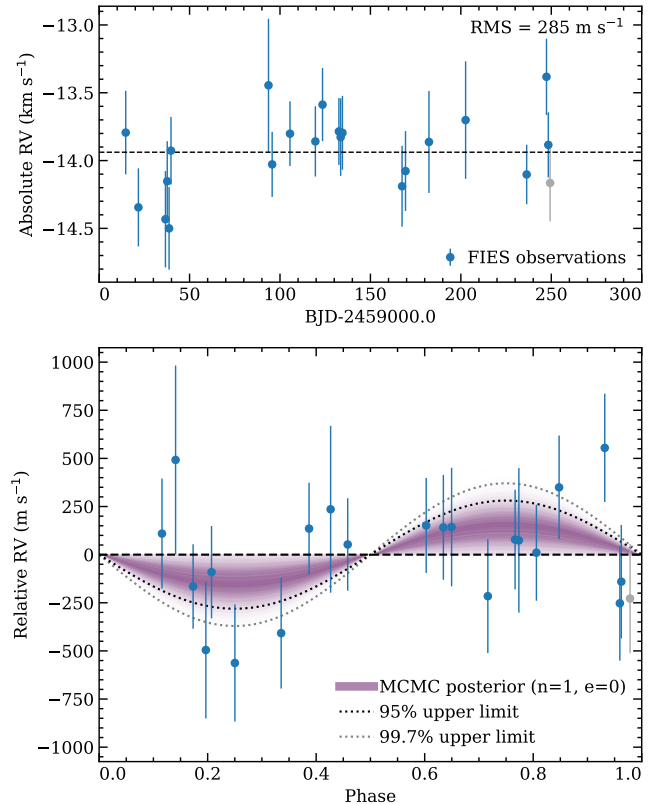 RMS = 285 m s⁻¹
−13.0
−13.5
−14.0
−14.5
Absolute RV (km s⁻¹)
FIES observations
0 50 100 150 200 250 300
BJD-2459000.0
1000
750
500
250
0
−250
−500
−750
−1000
Relative RV (m s⁻¹)
MCMC posterior (n=1, e=0)
95% upper limit
99.7% upper limit
0.0 0.2 0.4 0.6 0.8 1.0
Phase